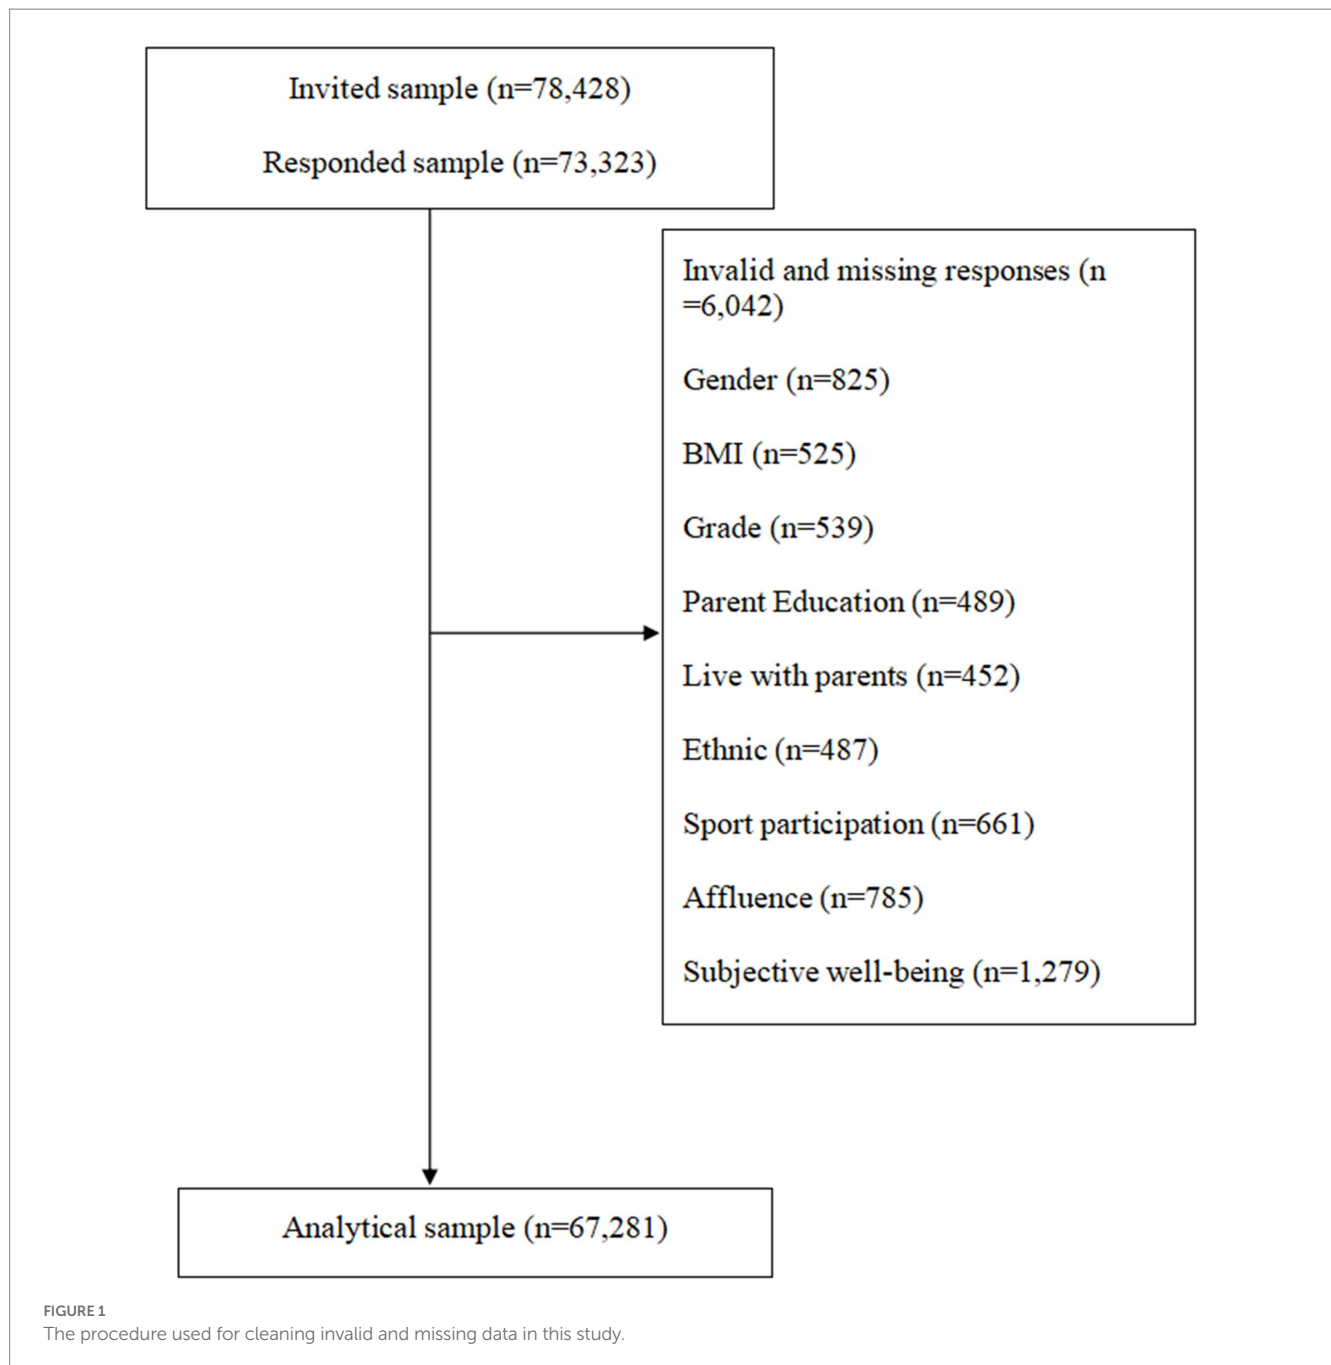 Invited sample (n=78,428)
Responded sample (n=73,323)
Invalid and missing responses (n
=6,042)
Gender (n=825)
BMI (n=525)
Grade (n=539)
Parent Education (n=489)
Live with parents (n=452)
Ethnic (n=487)
Sport participation (n=661)
Affluence (n=785)
Subjective well-being (n=1,279)
Analytical sample (n=67,281)
FIGURE 1
The procedure used for cleaning invalid and missing data in this study.